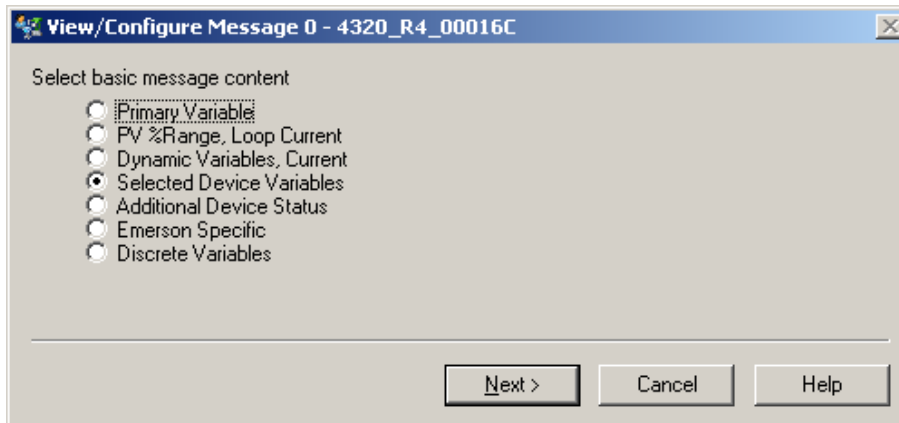 View/Configure Message 0 - 4320_R4_00016C
Select basic message content
Primary Variable
PV %Range, Loop Current
Dynamic Variables, Current
Selected Device Variables
Additional Device Status
Emerson Specific
Discrete Variables
Next > Cancel Help